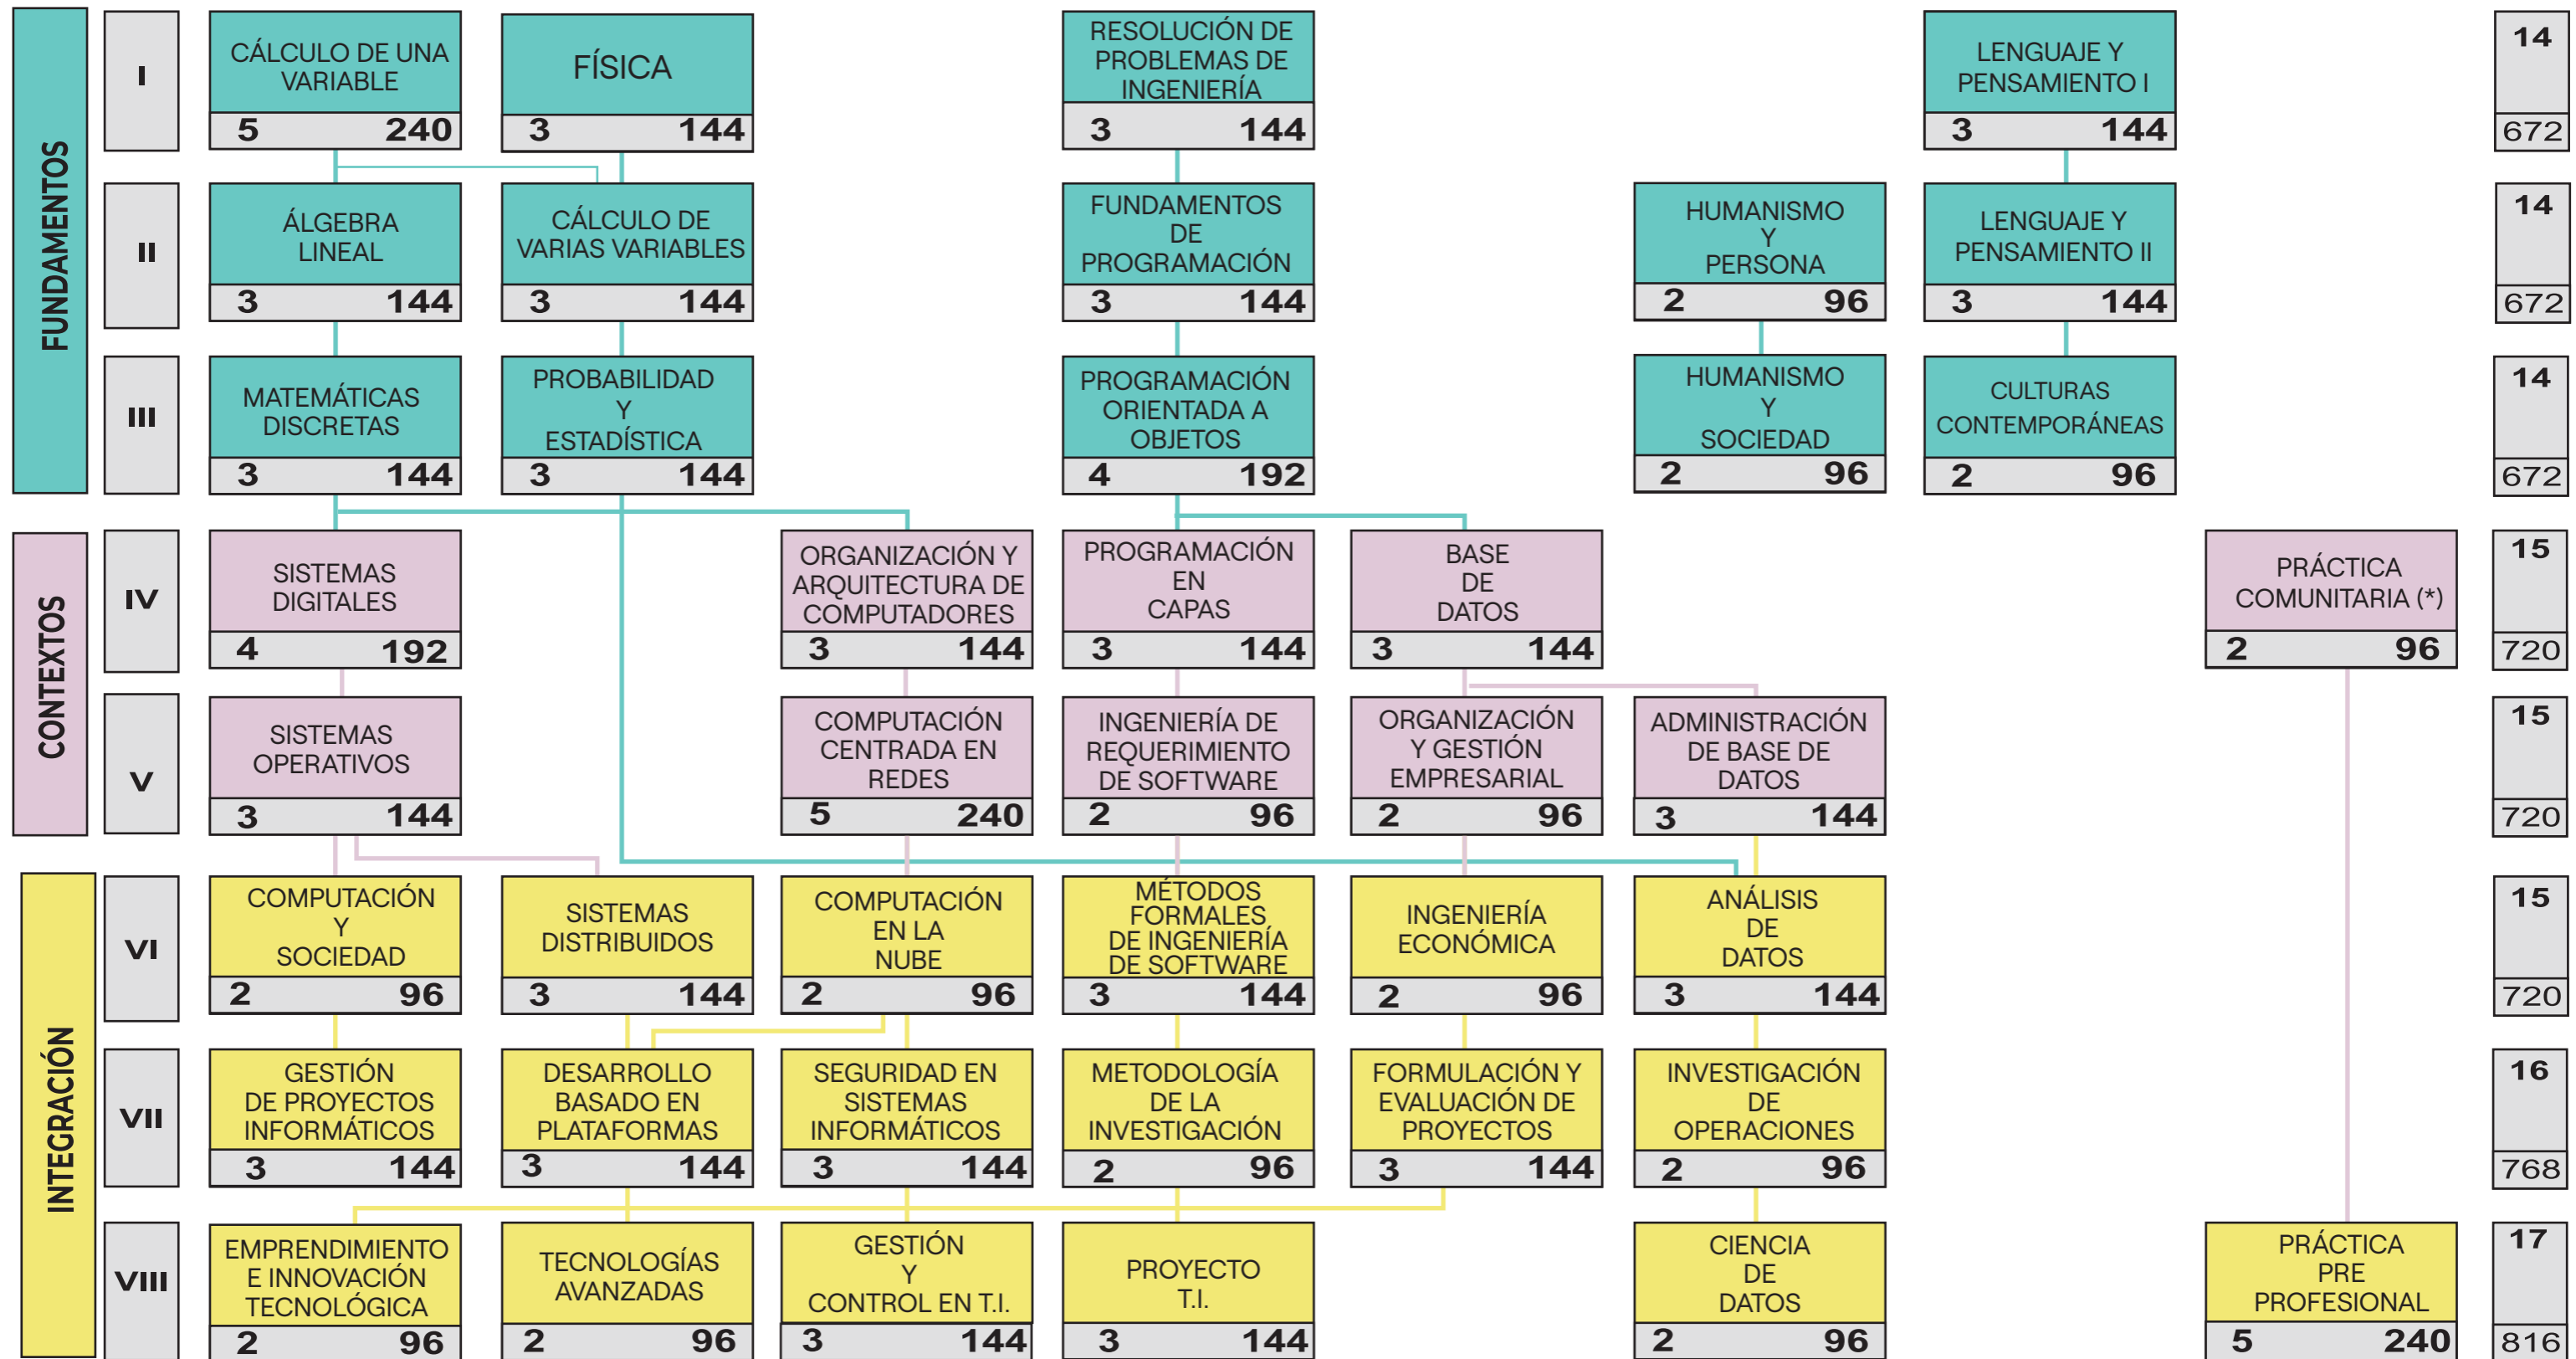 FUNDAMENTOS
I
CÁLCULO DE UNA
VARIABLE
5 240
FÍSICA
3 144
RESOLUCIÓN DE
PROBLEMAS DE
INGENIERÍA
3 144
LENGUAJE Y
PENSAMIENTO I
3 144
14
672
II
ÁLGEBRA
LINEAL
3 144
CÁLCULO DE
VARIAS VARIABLES
3 144
FUNDAMENTOS
DE
PROGRAMACIÓN
3 144
HUMANISMO
Y
PERSONA
2 96
LENGUAJE Y
PENSAMIENTO II
3 144
14
672
III
MATEMÁTICAS
DISCRETAS
3 144
PROBABILIDAD
Y
ESTADÍSTICA
3 144
PROGRAMACIÓN
ORIENTADA A
OBJETOS
4 192
HUMANISMO
Y
SOCIEDAD
2 96
CULTURAS
CONTEMPORÁNEAS
2 96
14
672
CONTEXTOS
IV
SISTEMAS
DIGITALES
4 192
ORGANIZACIÓN Y
ARQUITECTURA DE
COMPUTADORES
3 144
PROGRAMACIÓN
EN
CAPAS
3 144
BASE
DE
DATOS
3 144
PRÁCTICA
COMUNITARIA (*)
2 96
15
720
V
SISTEMAS
OPERATIVOS
3 144
COMPUTACIÓN
CENTRADA EN
REDES
5 240
INGENIERÍA DE
REQUERIMIENTO
DE SOFTWARE
2 96
ORGANIZACIÓN
Y GESTIÓN
EMPRESARIAL
2 96
ADMINISTRACIÓN
DE BASE DE
DATOS
3 144
15
720
INTEGRACIÓN
VI
COMPUTACIÓN
Y
SOCIEDAD
2 96
SISTEMAS
DISTRIBUIDOS
3 144
COMPUTACIÓN
EN LA
NUBE
2 96
MÉTODOS
FORMALES
DE INGENIERÍA
DE SOFTWARE
3 144
INGENIERÍA
ECONÓMICA
2 96
ANÁLISIS
DE
DATOS
3 144
15
720
VII
GESTIÓN
DE PROYECTOS
INFORMÁTICOS
3 144
DESARROLLO
BASADO EN
PLATAFORMAS
3 144
SEGURIDAD EN
SISTEMAS
INFORMÁTICOS
3 144
METODOLOGÍA
DE LA
INVESTIGACIÓN
2 96
FORMULACIÓN Y
EVALUACIÓN DE
PROYECTOS
3 144
INVESTIGACIÓN
DE
OPERACIONES
2 96
16
768
VIII
EMPRENDIMIENTO
E INNOVACIÓN
TECNOLÓGICA
2 96
TECNOLOGÍAS
AVANZADAS
2 96
GESTIÓN
Y
CONTROL EN T.I.
3 144
PROYECTO
T.I.
3 144
CIENCIA
DE
DATOS
2 96
PRÁCTICA
PRE
PROFESIONAL
5 240
17
816